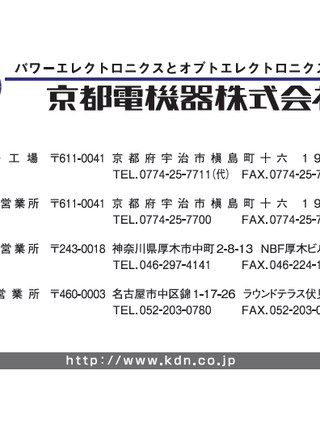 パワーエレクトロニクスとオプトエレクトロニクス
京都電機器株式会
工場 〒611-0041 京都府宇治市槇島町十六 19
TEL.0774-25-7711(代) FAX.0774-25-7
営業所 〒611-0041 京都府宇治市槇島町十六 19
TEL.0774-25-7700 FAX.0774-25-7
営業所 〒243-0018 神奈川県厚木市中町2-8-13 NBF厚木ビル
TEL.046-297-4141 FAX.046-224-1
営業所 〒460-0003 名古屋市中区錦1-17-26 ラウンドテラス伏見
TEL.052-203-0780 FAX.052-203-0
http://www.kdn.co.jp